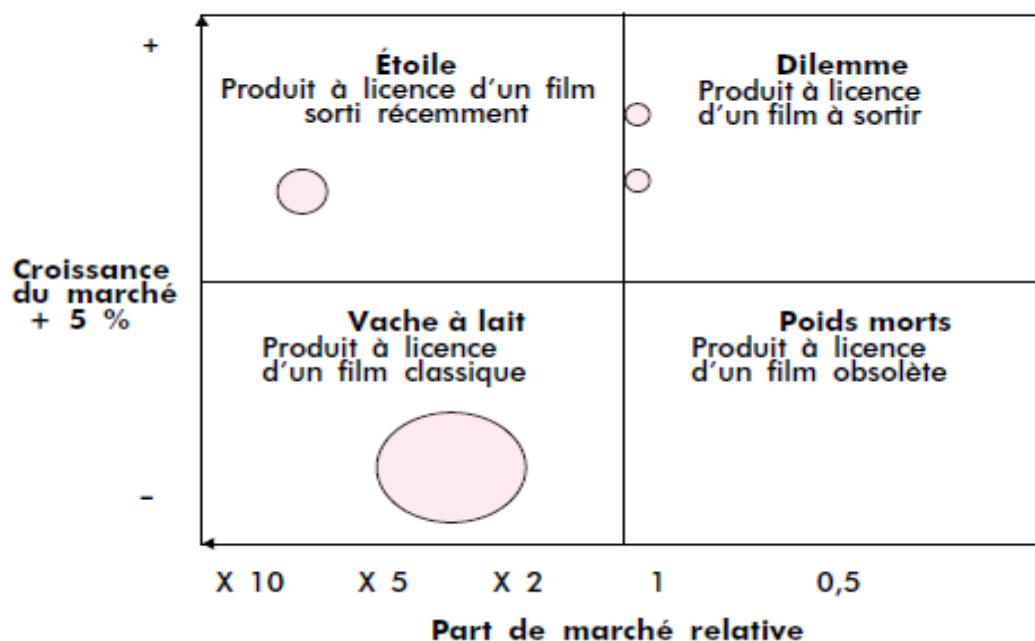 +
Étoile
Produit à licence d'un film
sorti récemment
Dilemme
Produit à licence
d'un film à sortir
Croissance
du marché
+ 5 %
Vache à lait
Produit à licence
d'un film classique
Poids morts
Produit à licence
d'un film obsolète
–
X 10 X 5 X 2 1 0,5
Part de marché relative